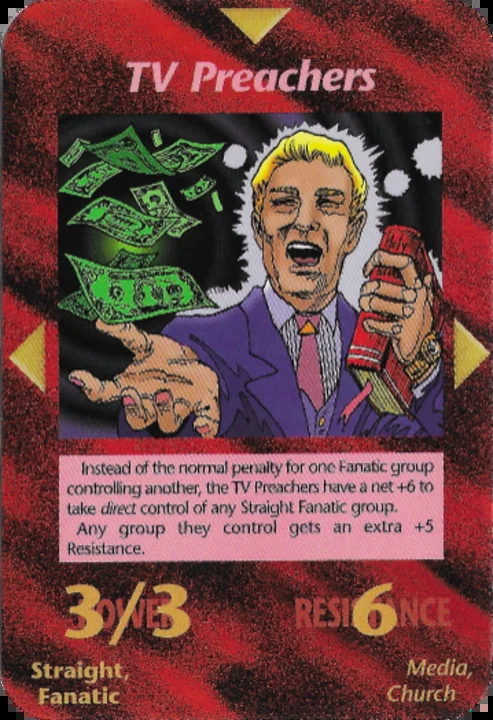 TV Preachers
Instead of the normal penalty for one Fanatic group
controlling another, the TV Preachers have a net +6 to
take direct control of any Straight Fanatic group.
Any group they control gets an extra +5
Resistance.
POWER 3/3
RESISTANCE 6
Straight,
Fanatic
Media,
Church